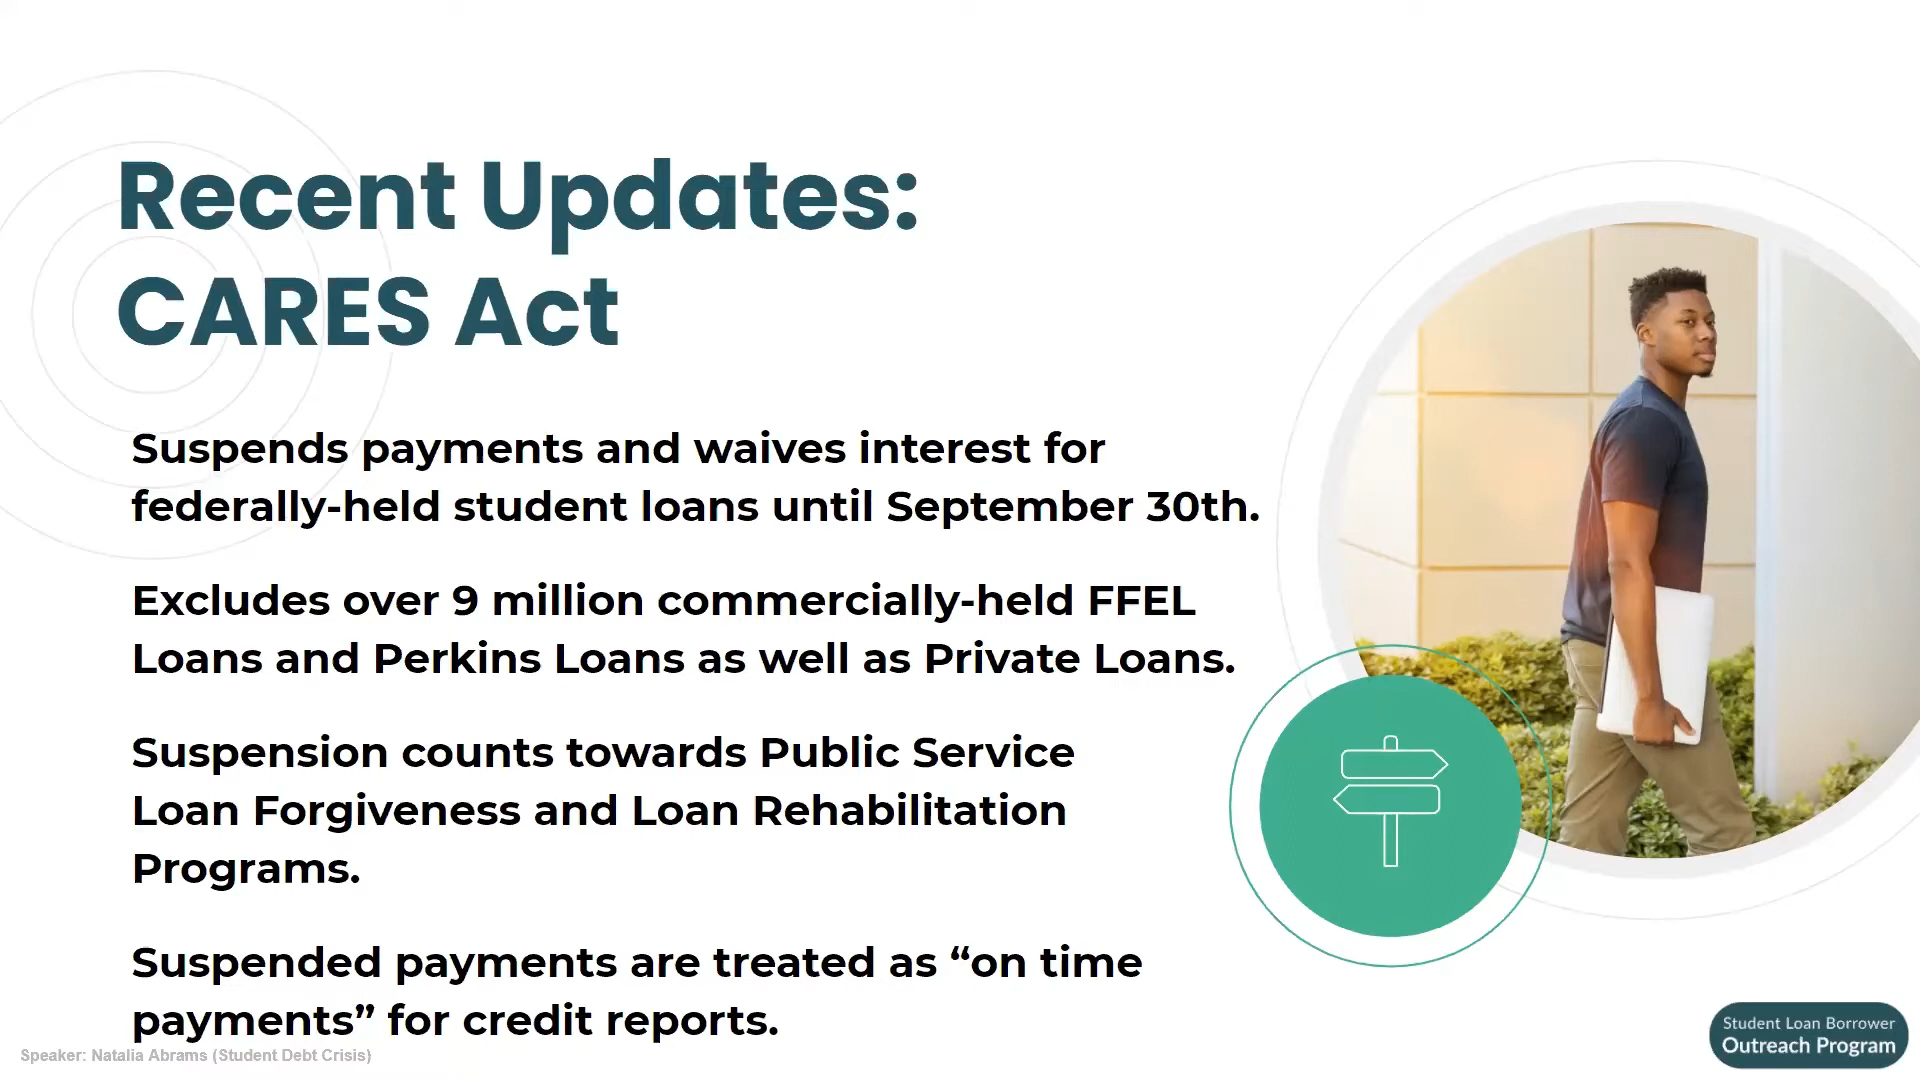 Recent Updates:
CARES Act
Suspends payments and waives interest for
federally-held student loans until September 30th.
Excludes over 9 million commercially-held FFEL
Loans and Perkins Loans as well as Private Loans.
Suspension counts towards Public Service
Loan Forgiveness and Loan Rehabilitation
Programs.
Suspended payments are treated as “on time
payments” for credit reports.
Speaker: Natalia Abrams (Student Debt Crisis)
Student Loan Borrower
Outreach Program